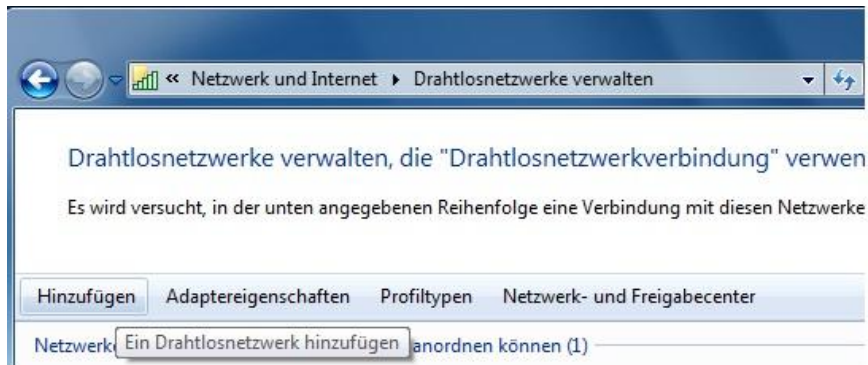 « Netzwerk und Internet ▸ Drahtlosnetzwerke verwalten
Drahtlosnetzwerke verwalten, die "Drahtlosnetzwerkverbindung" verwen
Es wird versucht, in der unten angegebenen Reihenfolge eine Verbindung mit diesen Netzwerke
Hinzufügen Adaptereigenschaften Profiltypen Netzwerk- und Freigabecenter
Ein Drahtlosnetzwerk hinzufügen
Netzwerk anordnen können (1)